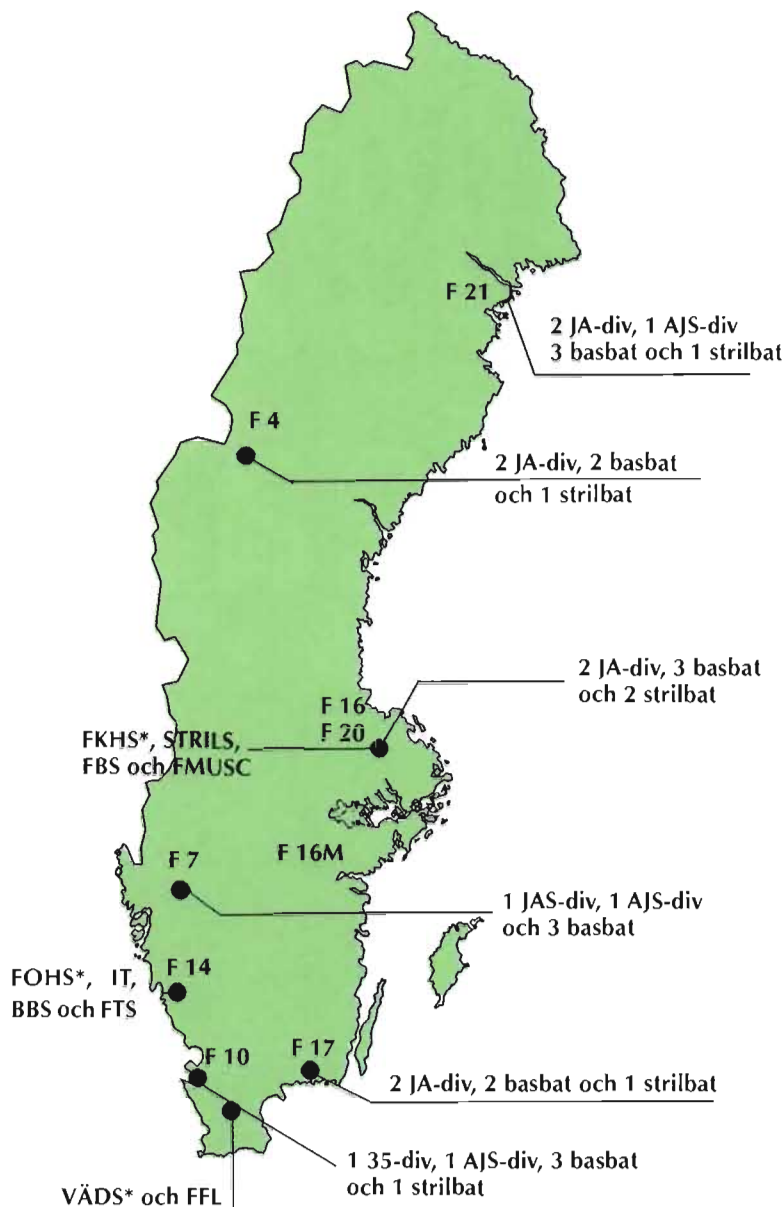 F 21
2 JA-div, 1 AJS-div
3 basbat och 1 strilbat
F 4
2 JA-div, 2 basbat
och 1 strilbat
2 JA-div, 3 basbat
och 2 strilbat
F 16
F 20
FKHS*, STRILS,
FBS och FMUSC
F 16M
F 7
1 JAS-div, 1 AJS-div
och 3 basbat
F 14
FOHS*, IT,
BBS och FTS
F 10
F 17
2 JA-div, 2 basbat och 1 strilbat
1 35-div, 1 AJS-div, 3 basbat
och 1 strilbat
VÄDS* och FFL